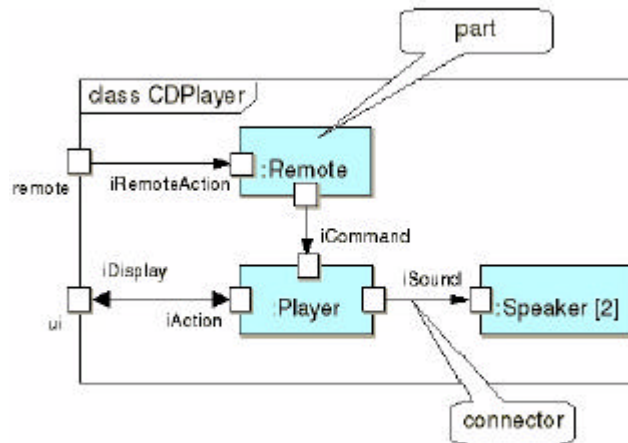 part
class CDPlayer
:Remote
remote
iRemoteAction
iCommand
iDisplay
iSound
:Player
:Speaker [2]
ui
iAction
connector